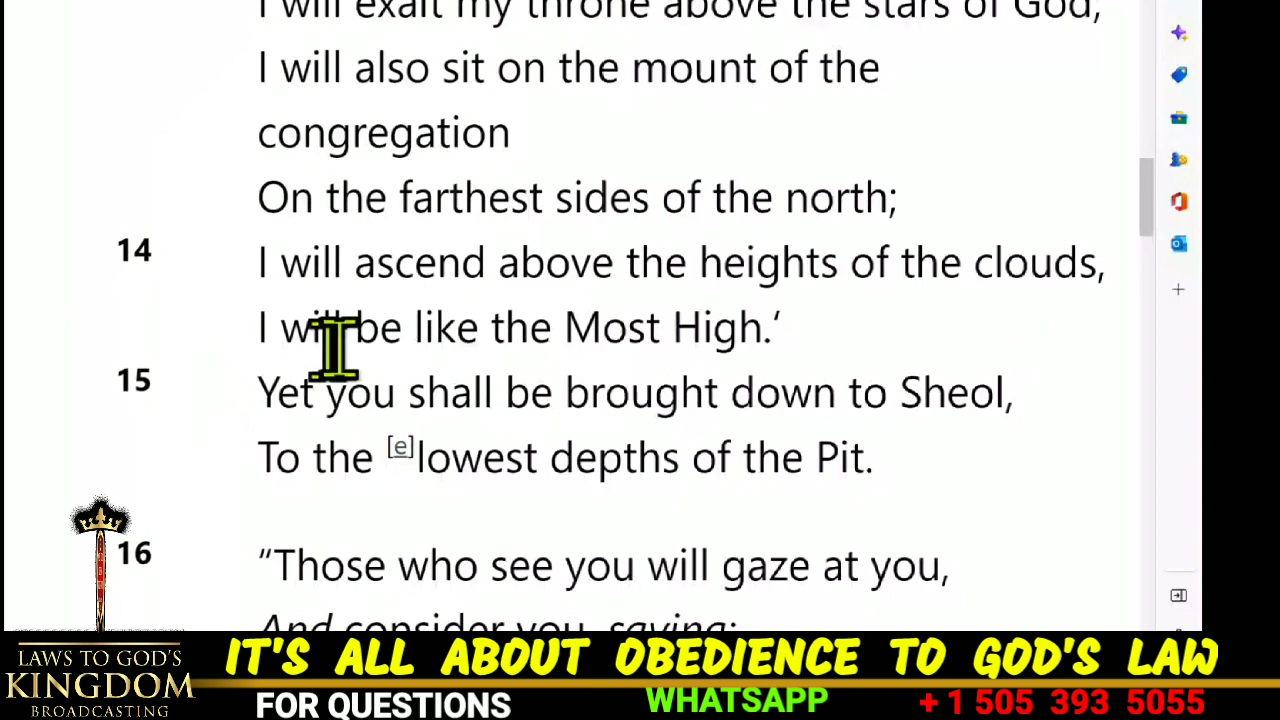 I will exalt my throne above the stars of God,
I will also sit on the mount of the
congregation
On the farthest sides of the north;
14 I will ascend above the heights of the clouds,
I will be like the Most High.’
15 Yet you shall be brought down to Sheol,
To the [e]lowest depths of the Pit.
16 “Those who see you will gaze at you,
And consider you, saying:
IT'S ALL ABOUT OBEDIENCE TO GOD'S LAW
LAWS TO GOD'S
KINGDOM
BROADCASTING
FOR QUESTIONS WHATSAPP + 1 505 393 5055